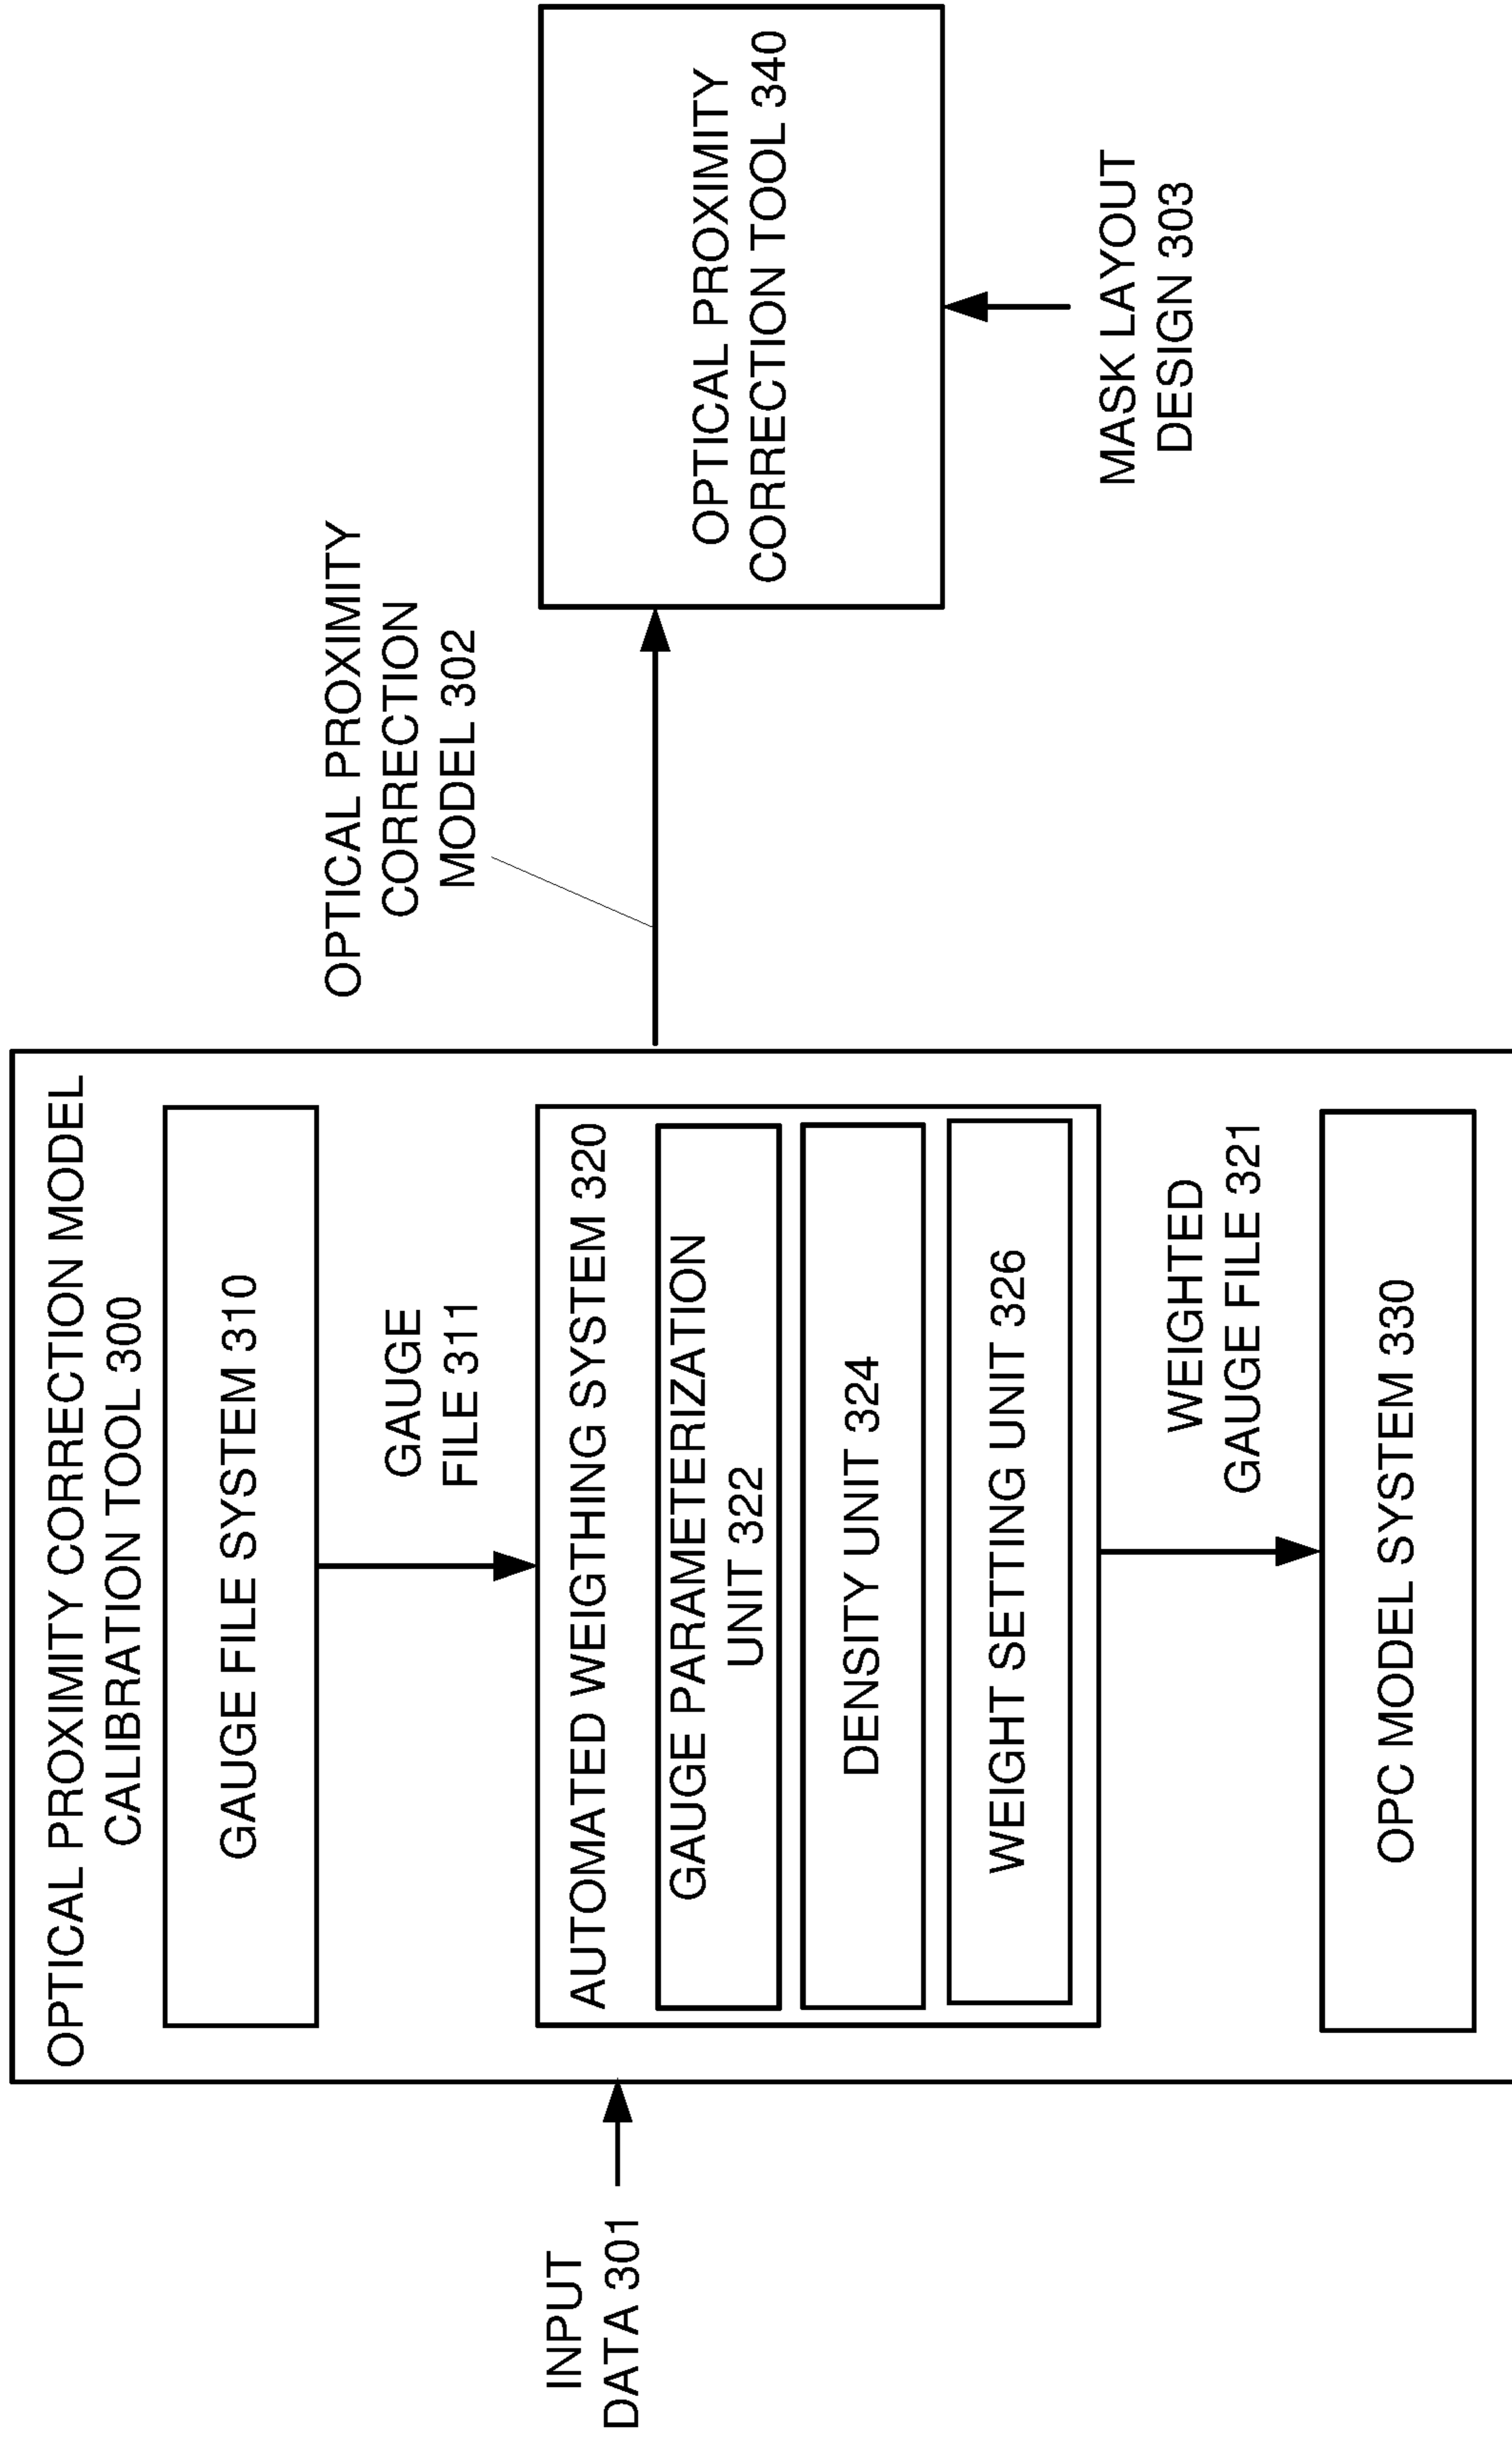 INPUT
DATA 301
OPTICAL PROXIMITY CORRECTION MODEL
CALIBRATION TOOL 300
GAUGE FILE SYSTEM 310
GAUGE
FILE 311
AUTOMATED WEIGTHING SYSTEM 320
GAUGE PARAMETERIZATION
UNIT 322
DENSITY UNIT 324
WEIGHT SETTING UNIT 326
WEIGHTED
GAUGE FILE 321
OPC MODEL SYSTEM 330
OPTICAL PROXIMITY
CORRECTION
MODEL 302
OPTICAL PROXIMITY
CORRECTION TOOL 340
MASK LAYOUT
DESIGN 303